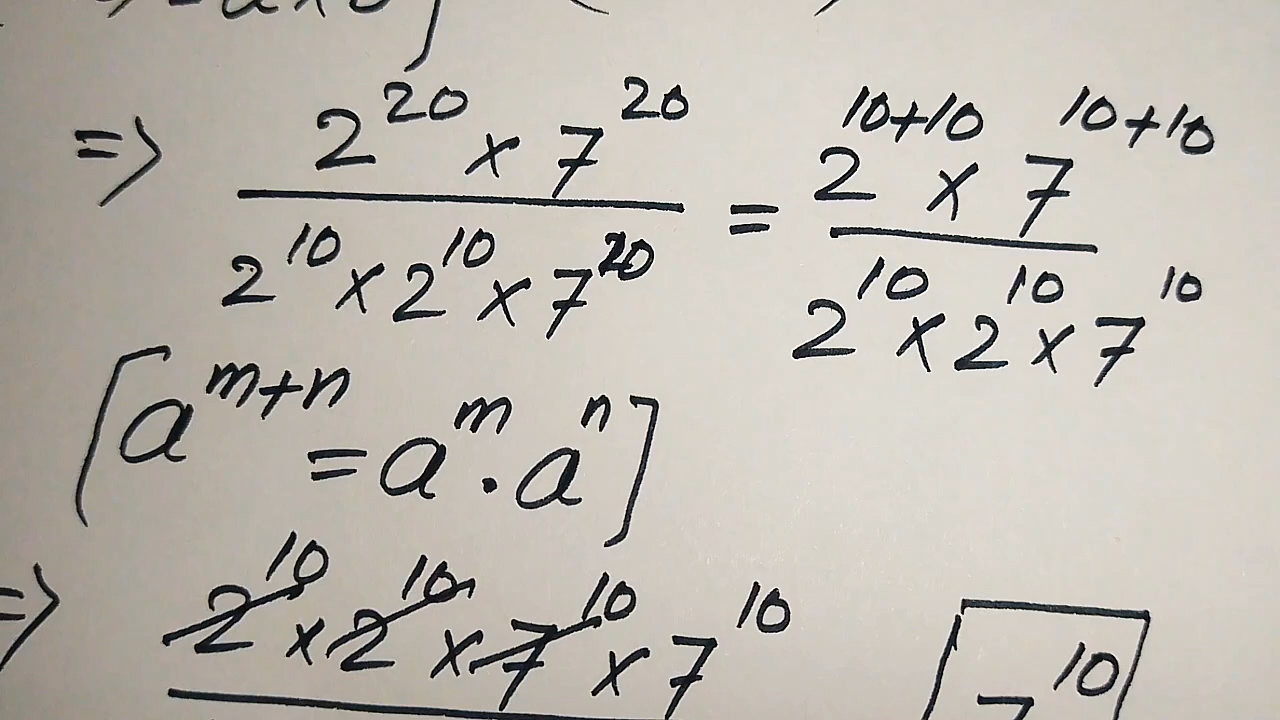 => 2^20 × 7^20 / 2^10 × 2^10 × 7^20 = 2^10+10 × 7^10+10 / 2^10 × 2^10 × 7^10
[a^m+n = a^m . a^n]
=> 2^10 × 2^10 × 7^10 × 7^10
7^10